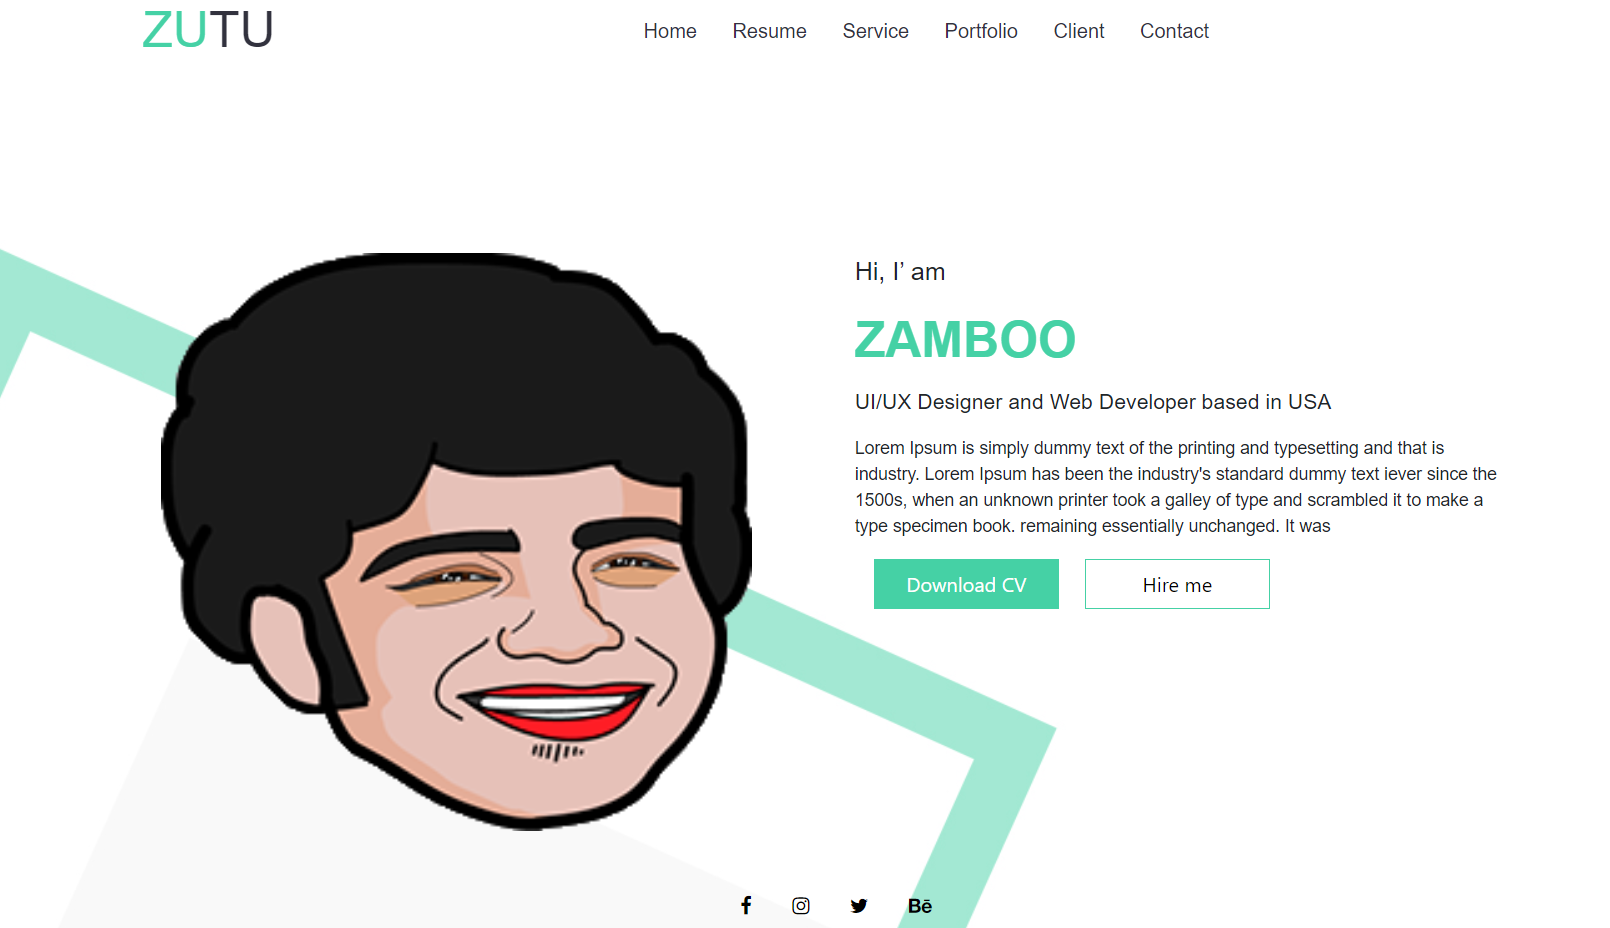 ZUTU
Home Resume Service Portfolio Client Contact
Hi, I’ am
ZAMBOO
UI/UX Designer and Web Developer based in USA
Lorem Ipsum is simply dummy text of the printing and typesetting and that is
industry. Lorem Ipsum has been the industry's standard dummy text iever since the
1500s, when an unknown printer took a galley of type and scrambled it to make a
type specimen book. remaining essentially unchanged. It was
Download CV Hire me
Bē